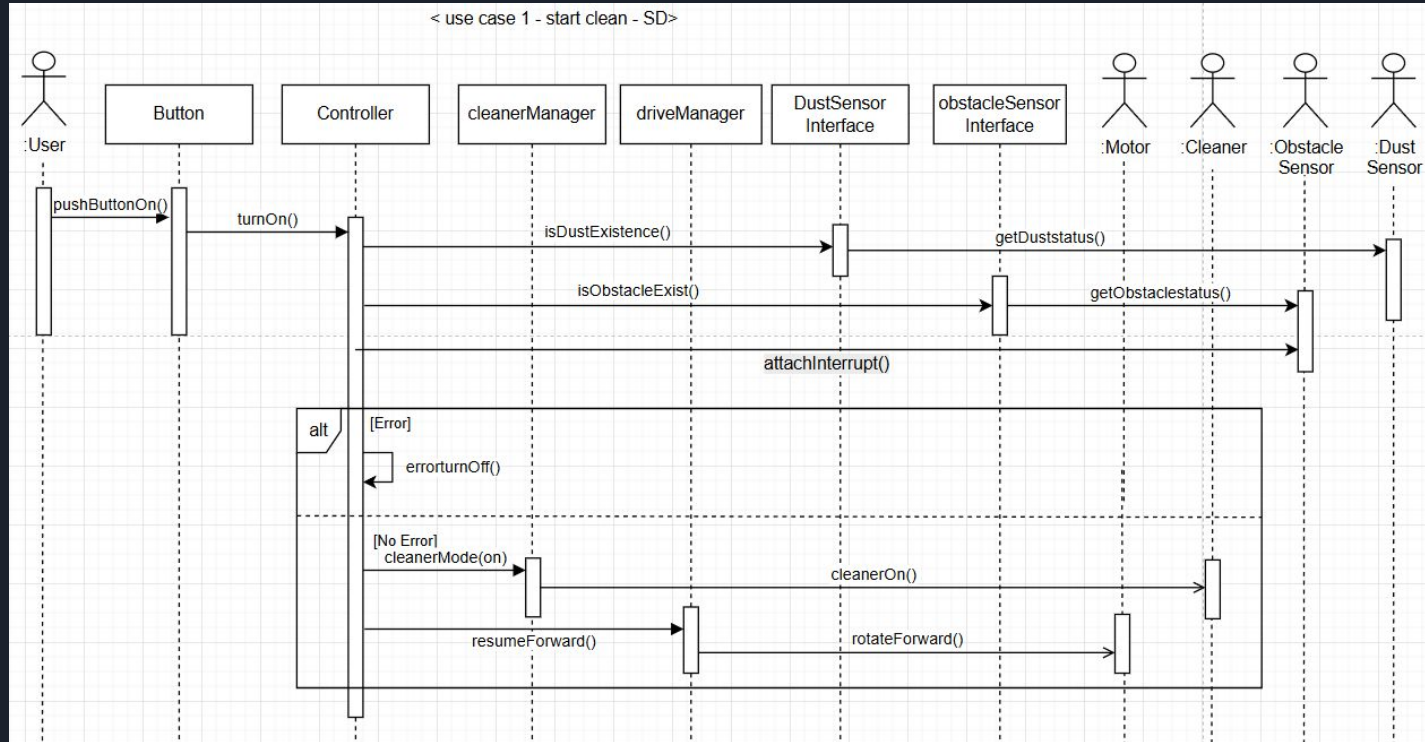 < use case 1 - start clean - SD>
:User
Button
Controller
cleanerManager
driveManager
DustSensor
Interface
obstacleSensor
Interface
:Motor
:Cleaner
:Obstacle
Sensor
:Dust
Sensor
pushButtonOn()
turnOn()
isDustExistence()
getDuststatus()
isObstacleExist()
getObstaclestatus()
attachInterrupt()
alt
[Error]
errorturnOff()
[No Error]
cleanerMode(on)
cleanerOn()
resumeForward()
rotateForward()